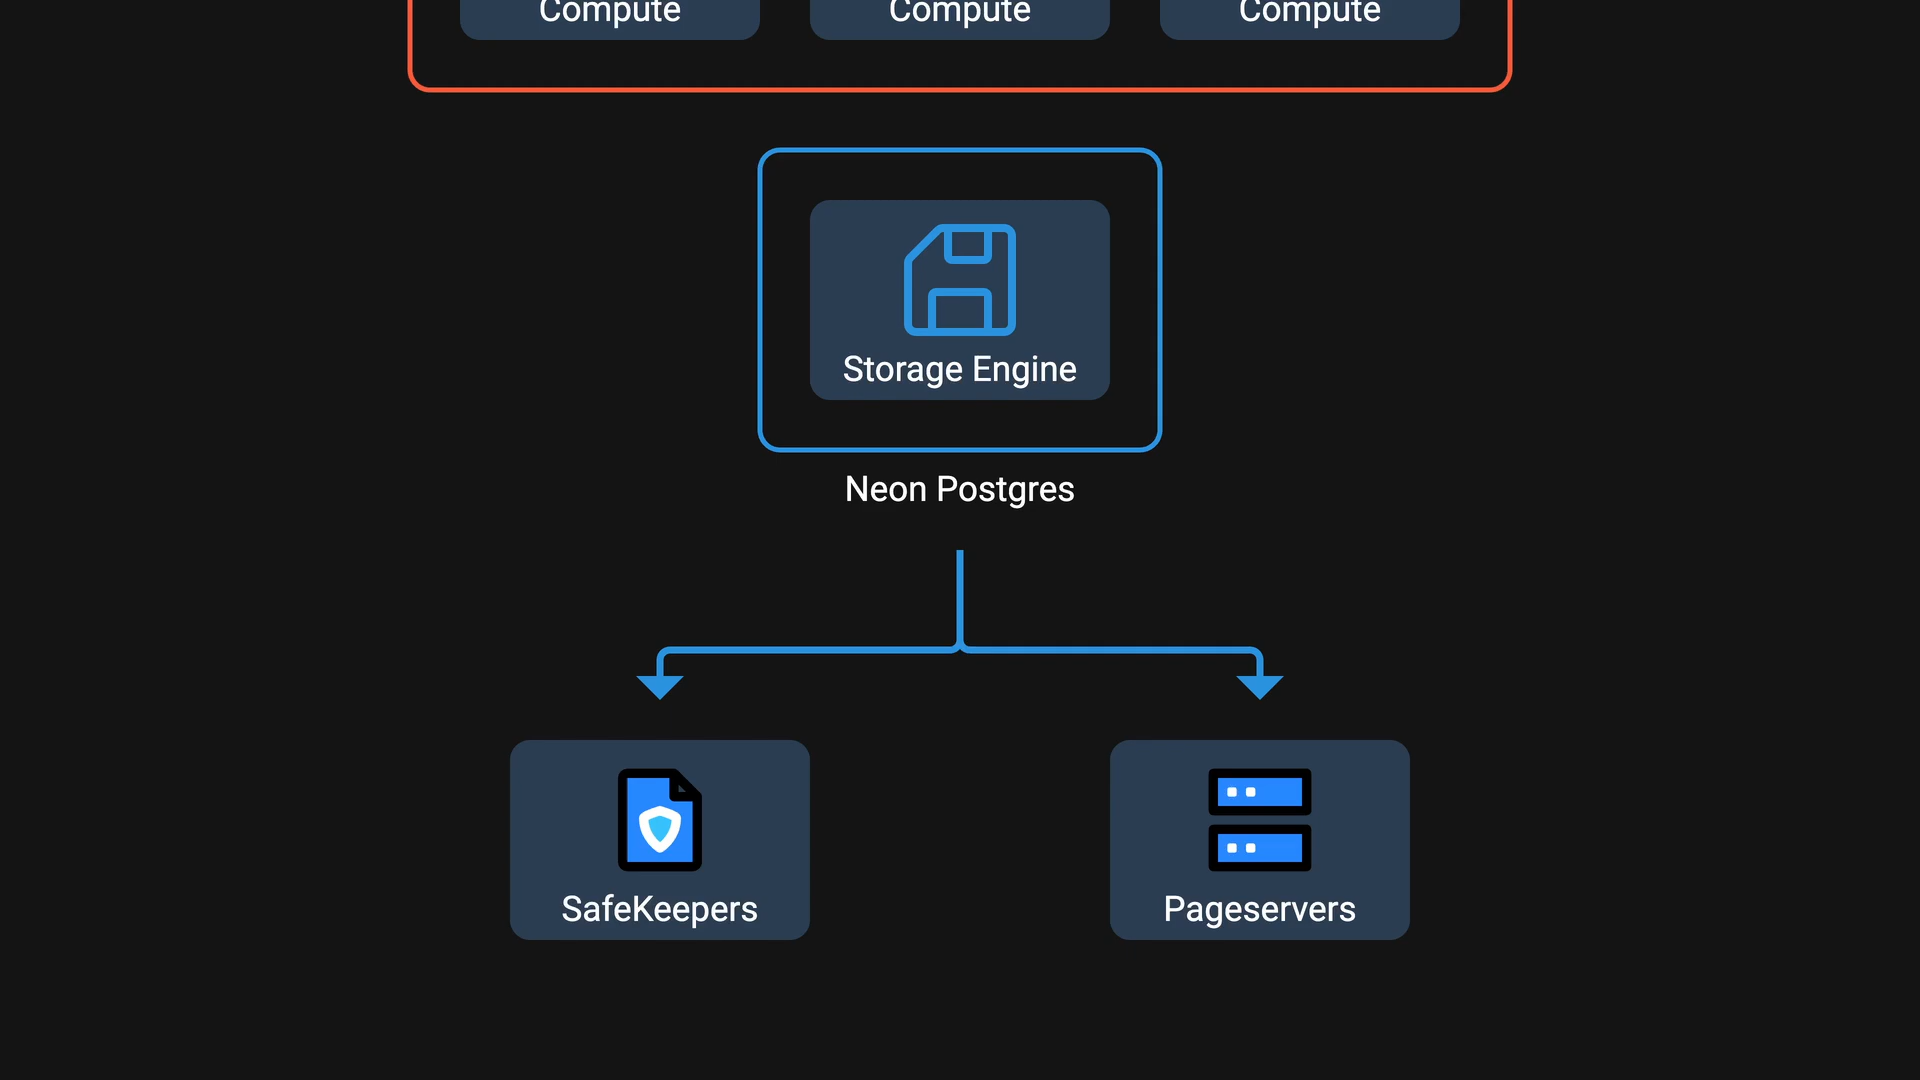 Compute Compute Compute
Storage Engine
Neon Postgres
SafeKeepers Pageservers